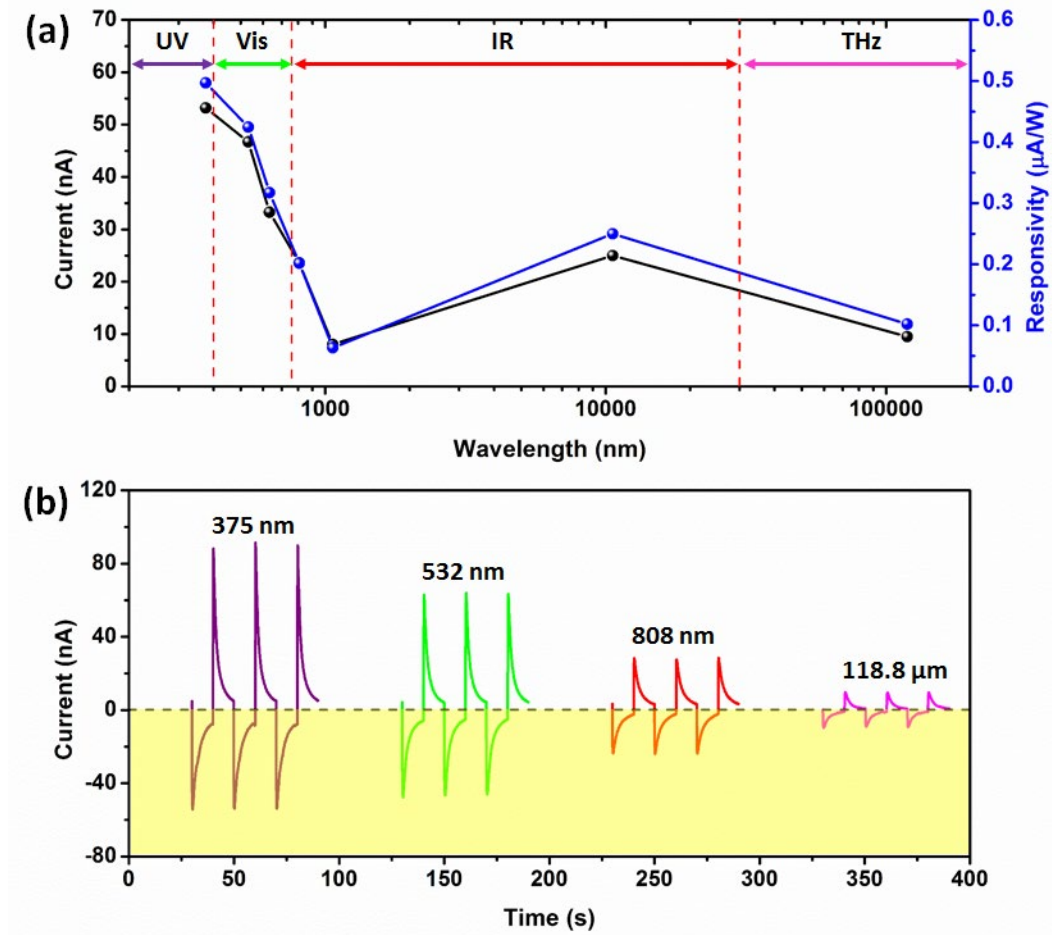 (a)
UV Vis IR THz
70
60
50
40
30
20
10
0
Current (nA)
0.6
0.5
0.4
0.3
0.2
0.1
0.0
Responsivity (μA/W)
1000 10000 100000
Wavelength (nm)
(b)
120
80
40
0
-40
-80
Current (nA)
375 nm
532 nm
808 nm
118.8 μm
0 50 100 150 200 250 300 350 400
Time (s)